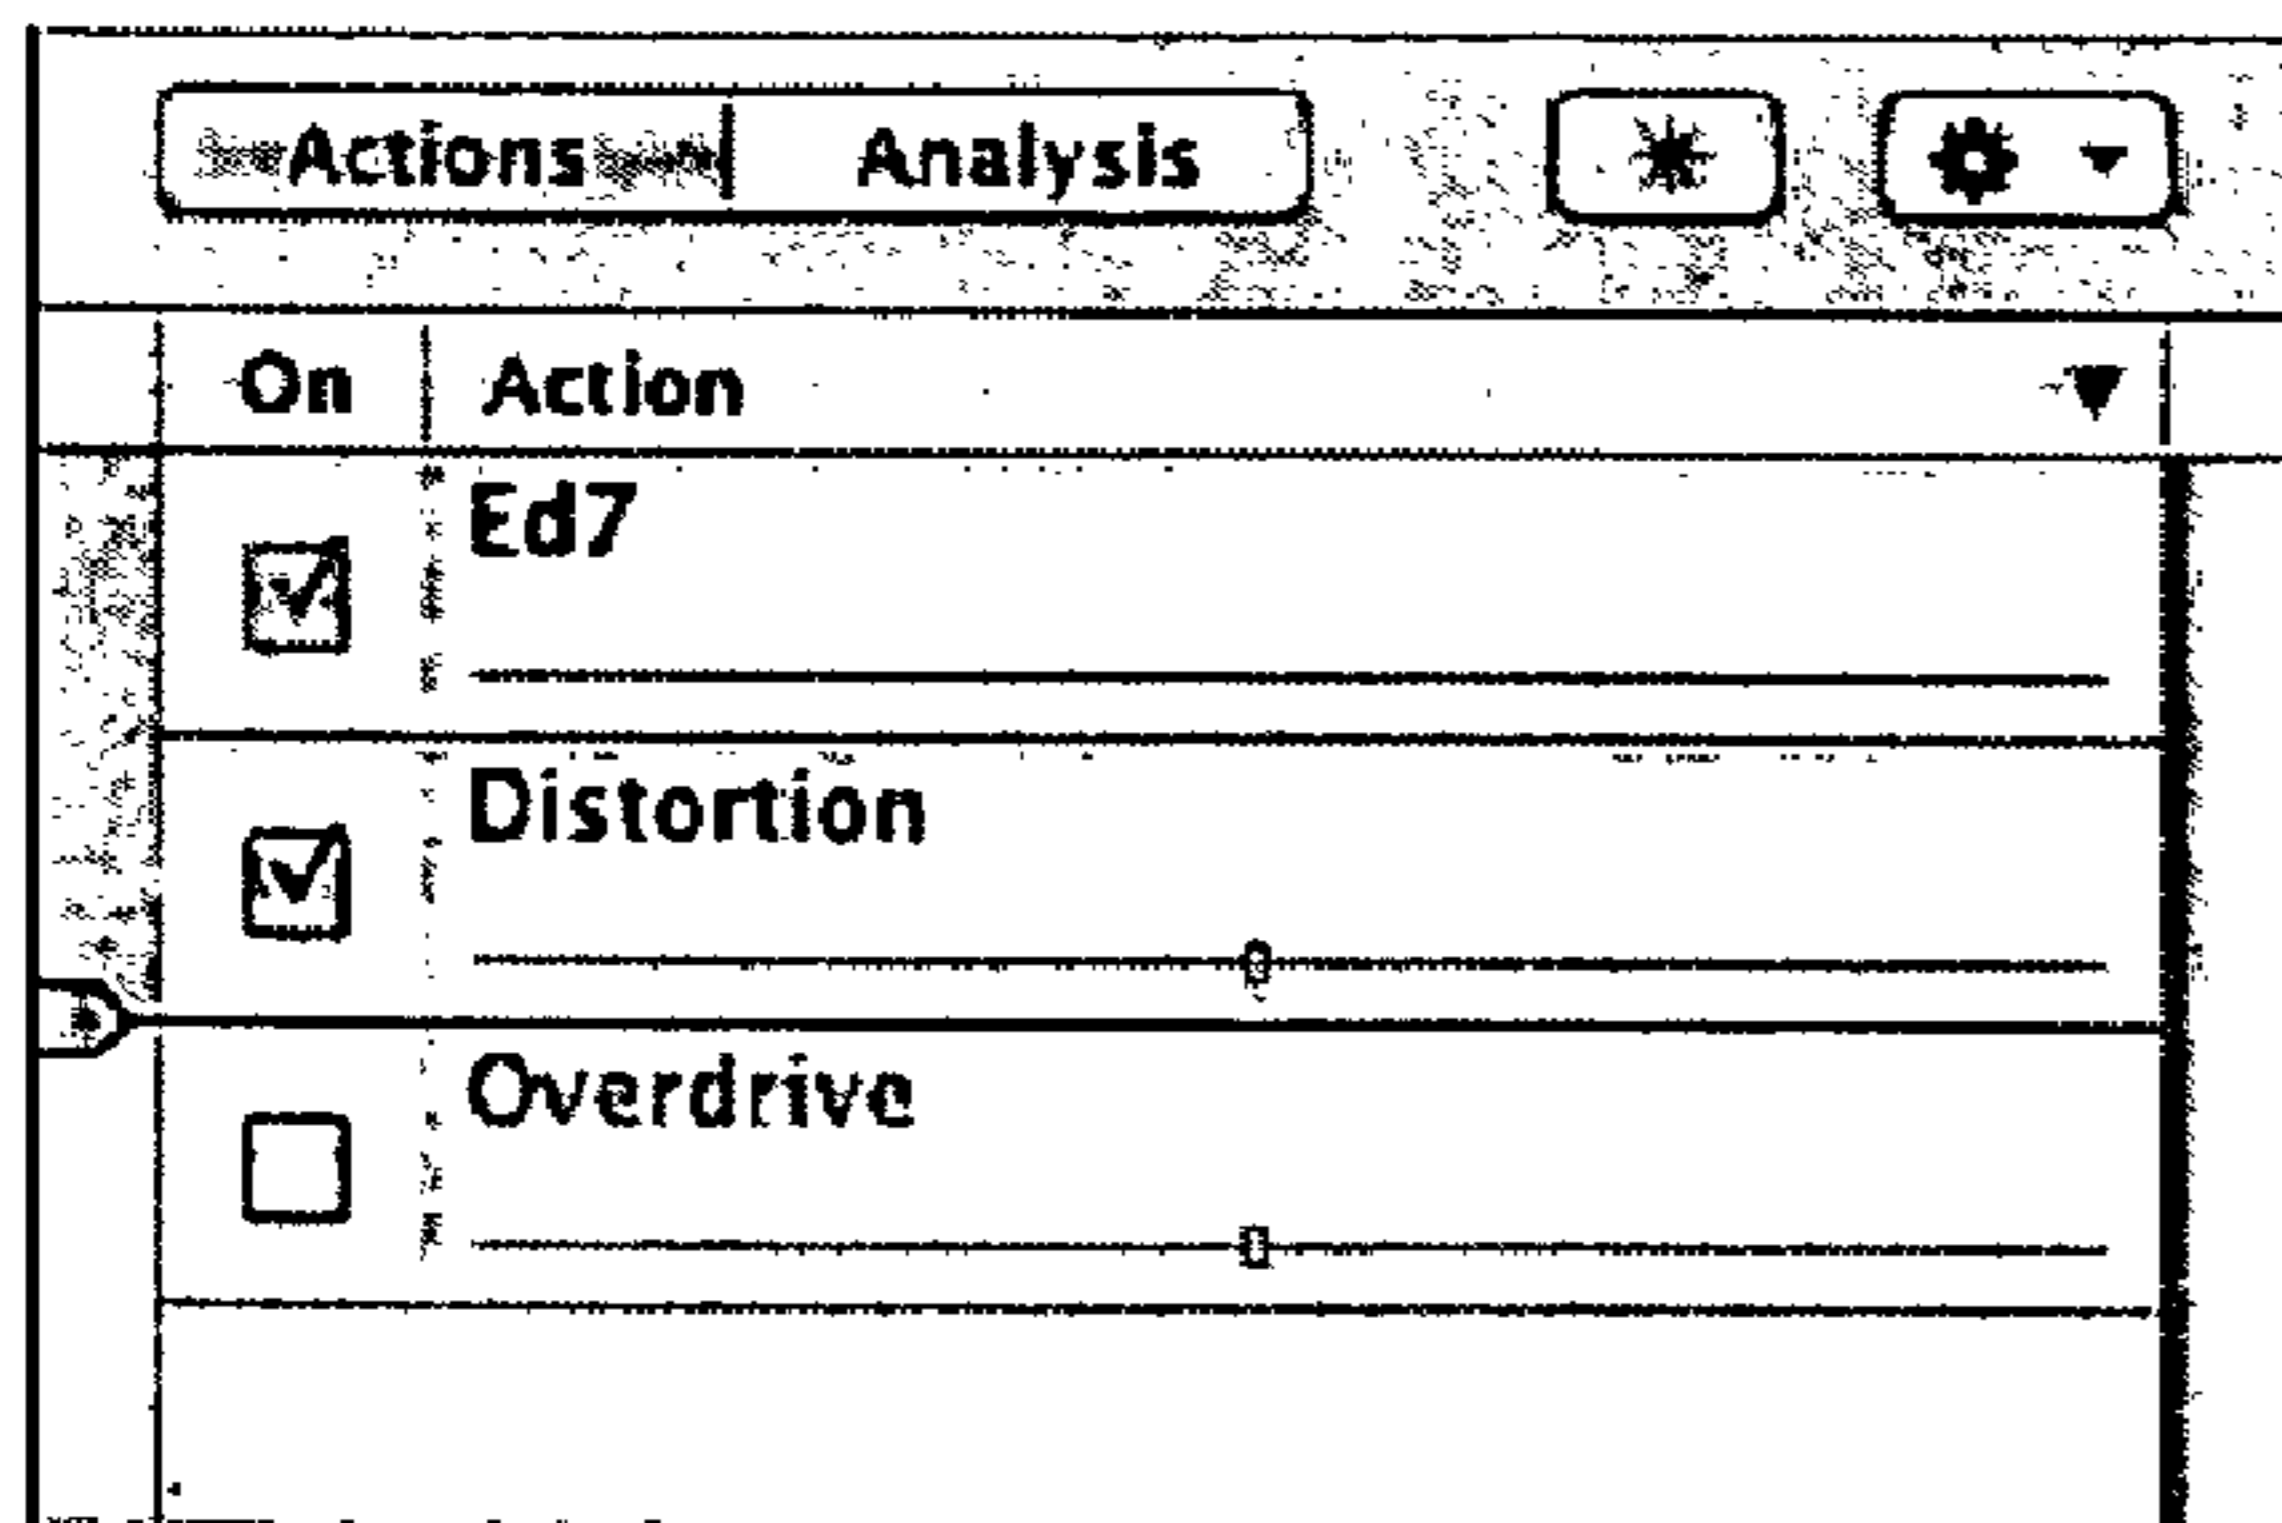 Actions Analysis
On Action
Ed7
Distortion
Overdrive